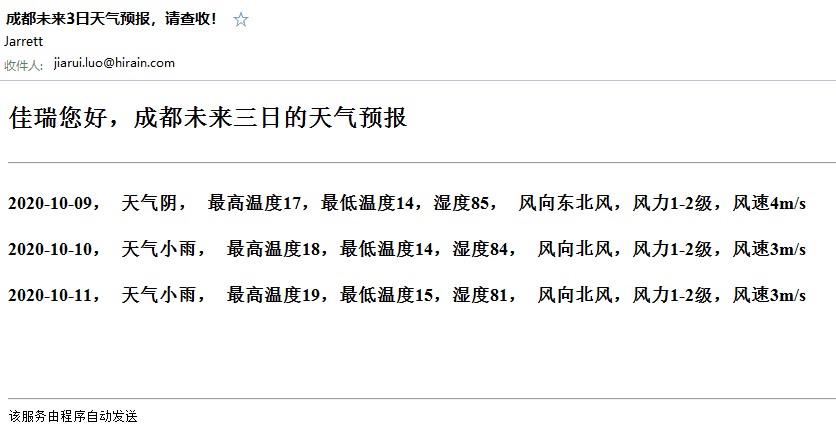 成都未来3日天气预报，请查收！
Jarrett
收件人： jiarui.luo@hirain.com
佳瑞您好，成都未来三日的天气预报
2020-10-09， 天气阴， 最高温度17，最低温度14，湿度85， 风向东北风，风力1-2级，风速4m/s
2020-10-10， 天气小雨， 最高温度18，最低温度14，湿度84， 风向北风，风力1-2级，风速3m/s
2020-10-11， 天气小雨， 最高温度19，最低温度15，湿度81， 风向北风，风力1-2级，风速3m/s
该服务由程序自动发送